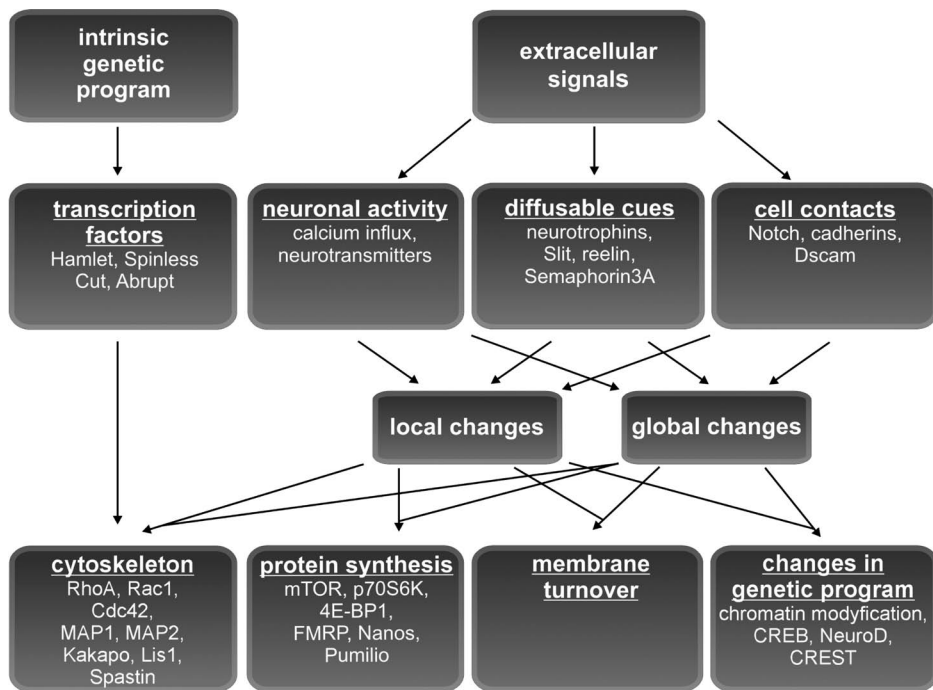 intrinsic
genetic
program
extracellular
signals
transcription
factors
Hamlet, Spinless
Cut, Abrupt
neuronal activity
calcium influx,
neurotransmitters
diffusable cues
neurotrophins,
Slit, reelin,
Semaphorin3A
cell contacts
Notch, cadherins,
Dscam
local changes
global changes
cytoskeleton
RhoA, Rac1,
Cdc42,
MAP1, MAP2,
Kakapo, Lis1,
Spastin
protein synthesis
mTOR, p70S6K,
4E-BP1,
FMRP, Nanos,
Pumilio
membrane
turnover
changes in
genetic program
chromatin modyfication,
CREB, NeuroD,
CREST